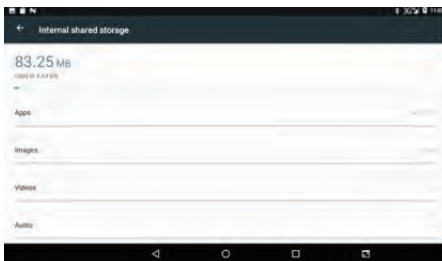 Internal shared storage
83.25 MB
Apps
Images
Videos
Audio